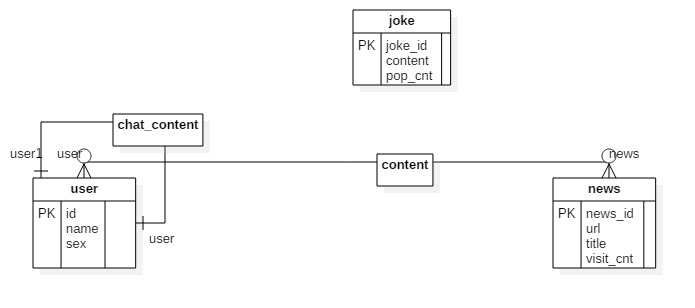 joke
PK joke_id
content
pop_cnt
chat_content
user1 user
content
news
user
PK id
name
sex
user
news
PK news_id
url
title
visit_cnt